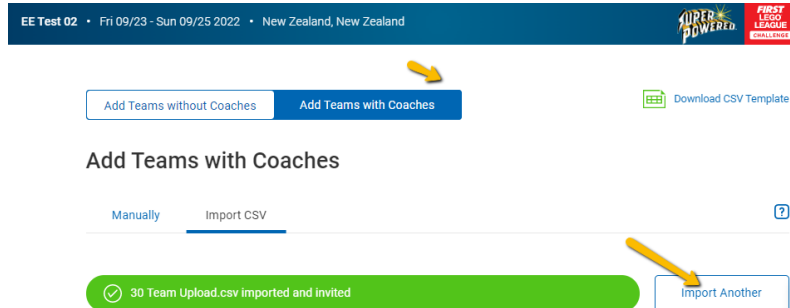 EE Test 02 • Fri 09/23 - Sun 09/25 2022 • New Zealand, New Zealand
SUPER
POWERED
FIRST
LEGO
LEAGUE
CHALLENGE
Add Teams without Coaches
Add Teams with Coaches
Download CSV Template
Add Teams with Coaches
Manually
Import CSV
?
30 Team Upload.csv imported and invited
Import Another